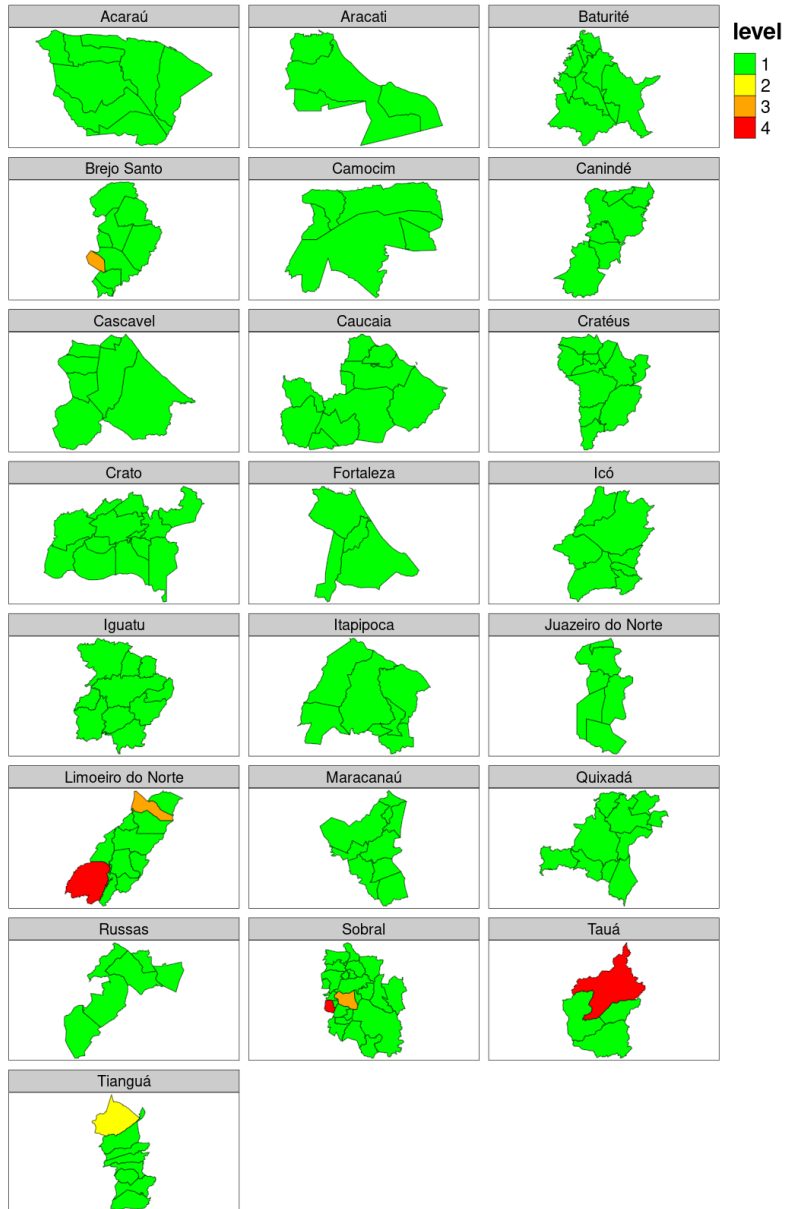 Acaraú
Aracati
Baturité
level
1
2
3
4
Brejo Santo
Camocim
Canindé
Cascavel
Caucaia
Cratéus
Crato
Fortaleza
Icó
Iguatu
Itapipoca
Juazeiro do Norte
Limoeiro do Norte
Maracanaú
Quixadá
Russas
Sobral
Tauá
Tianguá